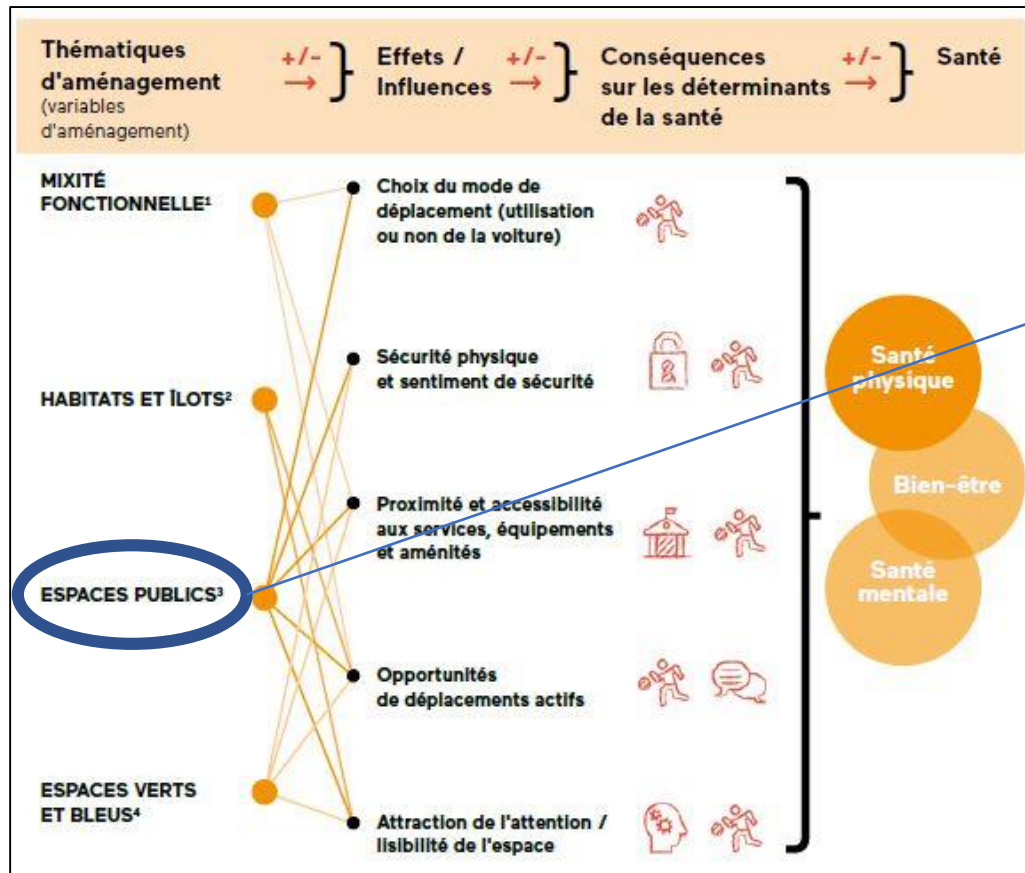 Thématiques
d'aménagement
(variables
d'aménagement)
+/-
→
Effets /
Influences
+/-
→
Conséquences
sur les déterminants
de la santé
+/-
→
Santé
MIXITÉ
FONCTIONNELLE¹
HABITATS ET ÎLOTS²
ESPACES PUBLICS³
ESPACES VERTS
ET BLEUS⁴
Choix du mode de
déplacement (utilisation
ou non de la voiture)
Sécurité physique
et sentiment de sécurité
Proximité et accessibilité
aux services, équipements
et aménités
Opportunités
de déplacements actifs
Attraction de l'attention /
lisibilité de l'espace
Santé
physique
Bien-être
Santé
mentale